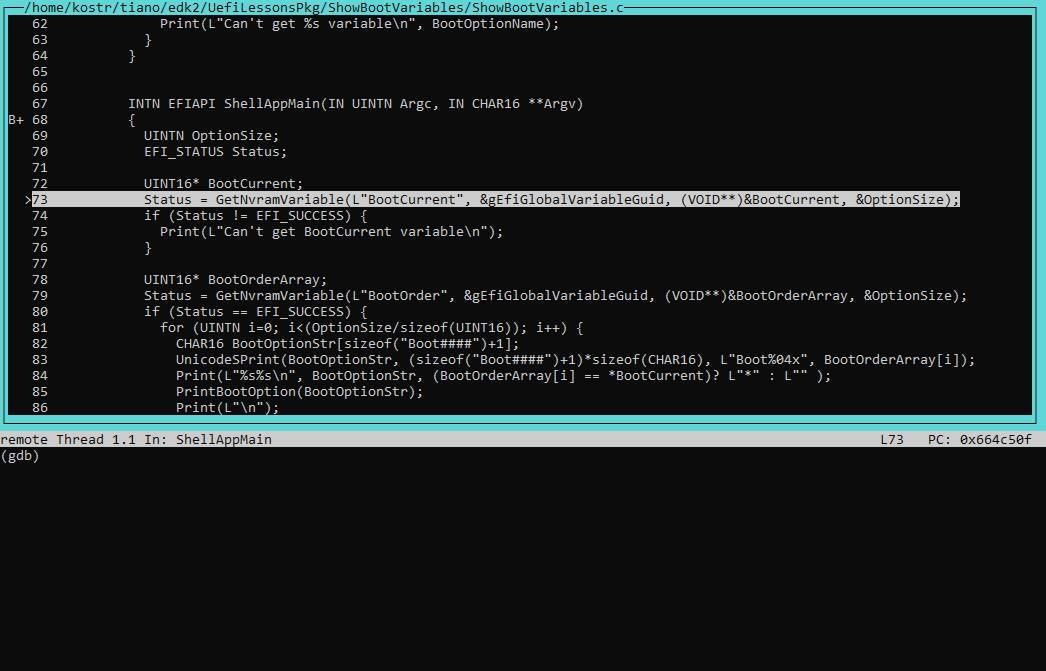 /home/kostr/tiano/edk2/UefiLessonsPkg/ShowBootVariables/ShowBootVariables.c
62 Print(L"Can't get %s variable\n", BootOptionName);
63 }
64 }
65
66
67 INTN EFIAPI ShellAppMain(IN UINTN Argc, IN CHAR16 **Argv)
B+ 68 {
69 UINTN OptionSize;
70 EFI_STATUS Status;
71
72 UINT16* BootCurrent;
>73 Status = GetNvramVariable(L"BootCurrent", &gEfiGlobalVariableGuid, (VOID**)&BootCurrent, &OptionSize);
74 if (Status != EFI_SUCCESS) {
75 Print(L"Can't get BootCurrent variable\n");
76 }
77
78 UINT16* BootOrderArray;
79 Status = GetNvramVariable(L"BootOrder", &gEfiGlobalVariableGuid, (VOID**)&BootOrderArray, &OptionSize);
80 if (Status == EFI_SUCCESS) {
81 for (UINTN i=0; i<(OptionSize/sizeof(UINT16)); i++) {
82 CHAR16 BootOptionStr[sizeof("Boot####")+1];
83 UnicodeSPrint(BootOptionStr, (sizeof("Boot####")+1)*sizeof(CHAR16), L"Boot%04x", BootOrderArray[i]);
84 Print(L"%s%s\n", BootOptionStr, (BootOrderArray[i] == *BootCurrent)? L"*" : L"" );
85 PrintBootOption(BootOptionStr);
86 Print(L"\n");
remote Thread 1.1 In: ShellAppMain L73 PC: 0x664c50f
(gdb)